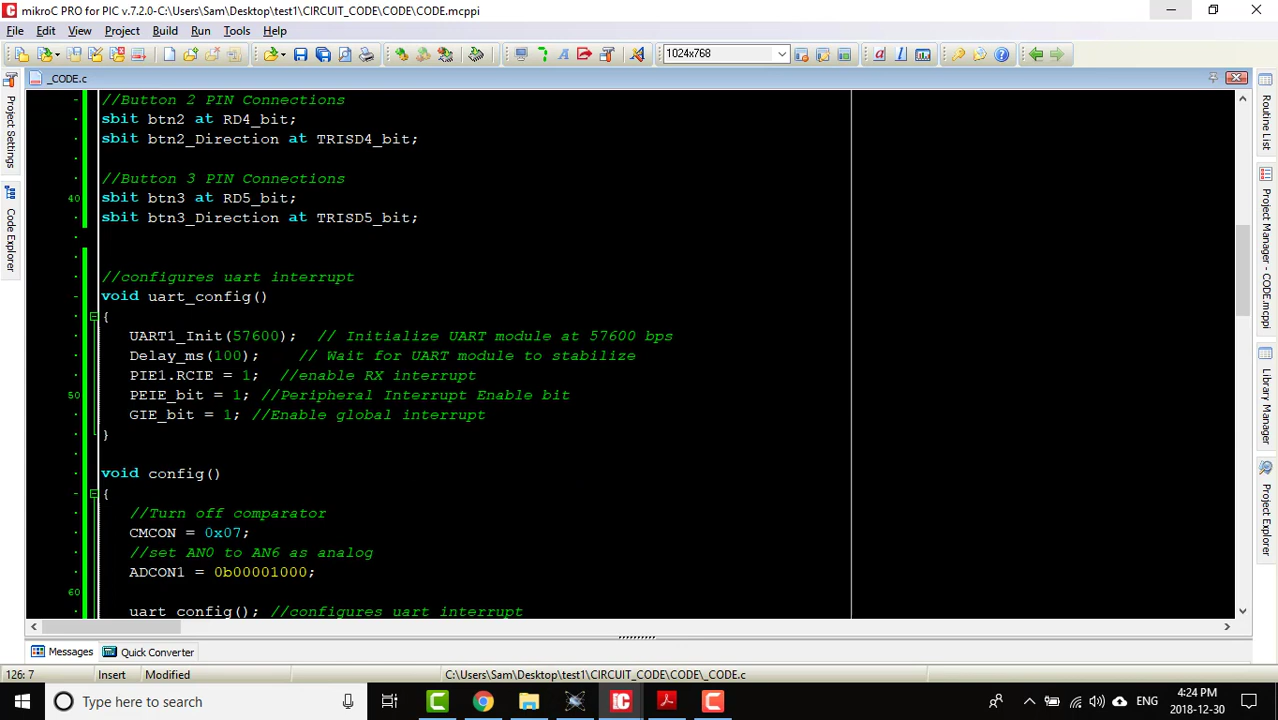 mikroC PRO for PIC v.7.2.0-C:\Users\Sam\Desktop\test1\CIRCUIT_CODE\CODE\CODE.mcppi
File Edit View Project Build Run Tools Help
1024x768
_CODE.c
Project Settings
Code Explorer
//Button 2 PIN Connections
sbit btn2 at RD4_bit;
sbit btn2_Direction at TRISD4_bit;
//Button 3 PIN Connections
40 sbit btn3 at RD5_bit;
sbit btn3_Direction at TRISD5_bit;
//configures uart interrupt
void uart_config()
{
UART1_Init(57600); // Initialize UART module at 57600 bps
Delay_ms(100); // Wait for UART module to stabilize
PIE1.RCIE = 1; //enable RX interrupt
50 PEIE_bit = 1; //Peripheral Interrupt Enable bit
GIE_bit = 1; //Enable global interrupt
}
void config()
{
//Turn off comparator
CMCON = 0x07;
//set AN0 to AN6 as analog
ADCON1 = 0b00001000;
60
uart_config(); //configures uart interrupt
Routine List
Project Manager - CODE.mcppi
Library Manager
Project Explorer
Messages Quick Converter
126: 7 Insert Modified C:\Users\Sam\Desktop\test1\CIRCUIT_CODE\CODE\_CODE.c
Type here to search
ENG
4:24 PM
2018-12-30